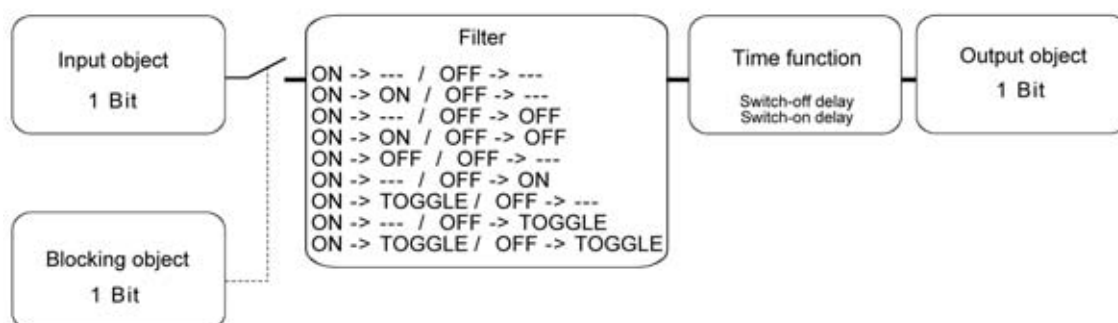 Input object
1 Bit
Blocking object
1 Bit
Filter
ON -> --- / OFF -> ---
ON -> ON / OFF -> ---
ON -> --- / OFF -> OFF
ON -> ON / OFF -> OFF
ON -> OFF / OFF -> ---
ON -> --- / OFF -> ON
ON -> TOGGLE / OFF -> ---
ON -> --- / OFF -> TOGGLE
ON -> TOGGLE / OFF -> TOGGLE
Time function
Switch-off delay
Switch-on delay
Output object
1 Bit